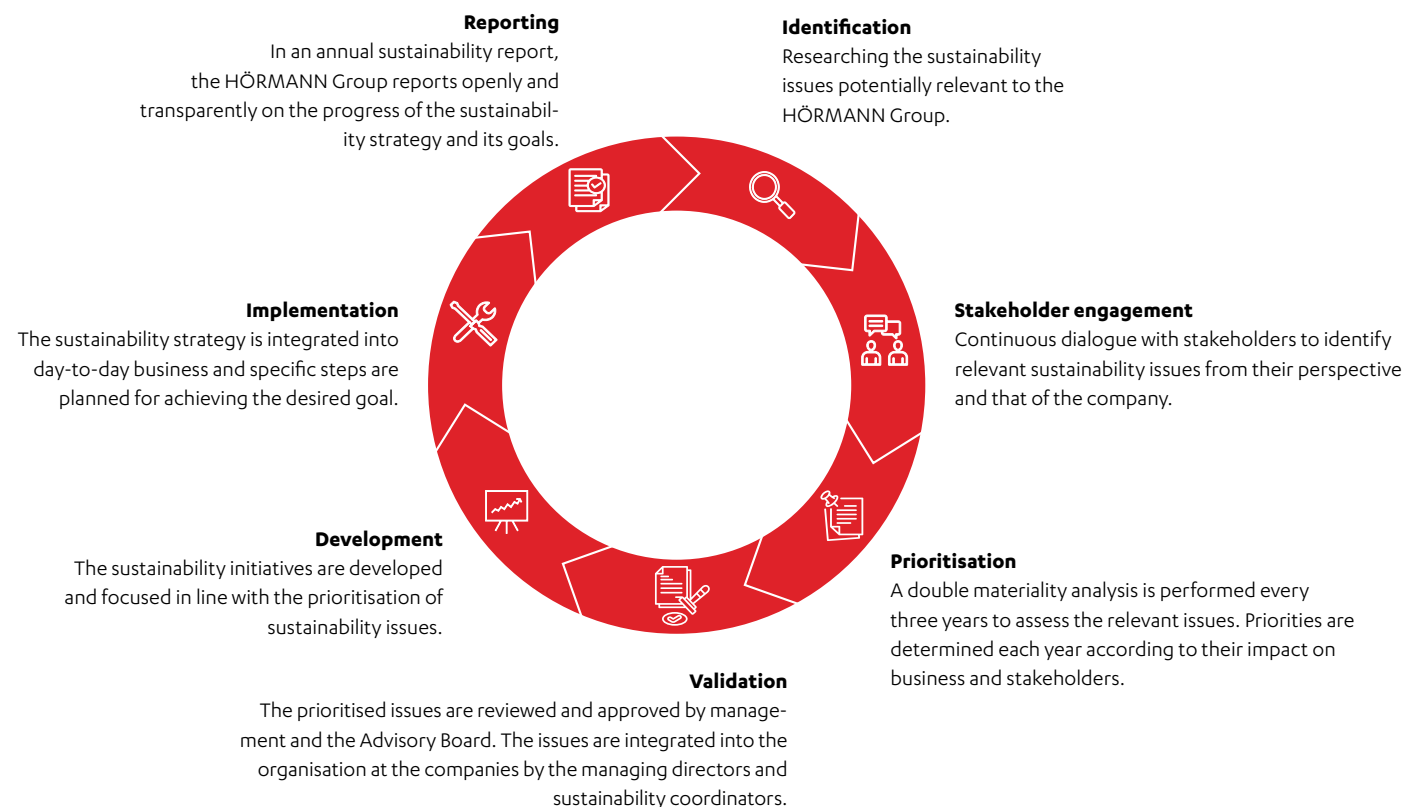 Reporting
In an annual sustainability report,
the HÖRMANN Group reports openly and
transparently on the progress of the sustainabil-
ity strategy and its goals.
Identification
Researching the sustainability
issues potentially relevant to the
HÖRMANN Group.
Implementation
The sustainability strategy is integrated into
day-to-day business and specific steps are
planned for achieving the desired goal.
Stakeholder engagement
Continuous dialogue with stakeholders to identify
relevant sustainability issues from their perspective
and that of the company.
Development
The sustainability initiatives are developed
and focused in line with the prioritisation of
sustainability issues.
Prioritisation
A double materiality analysis is performed every
three years to assess the relevant issues. Priorities are
determined each year according to their impact on
business and stakeholders.
Validation
The prioritised issues are reviewed and approved by manage-
ment and the Advisory Board. The issues are integrated into the
organisation at the companies by the managing directors and
sustainability coordinators.